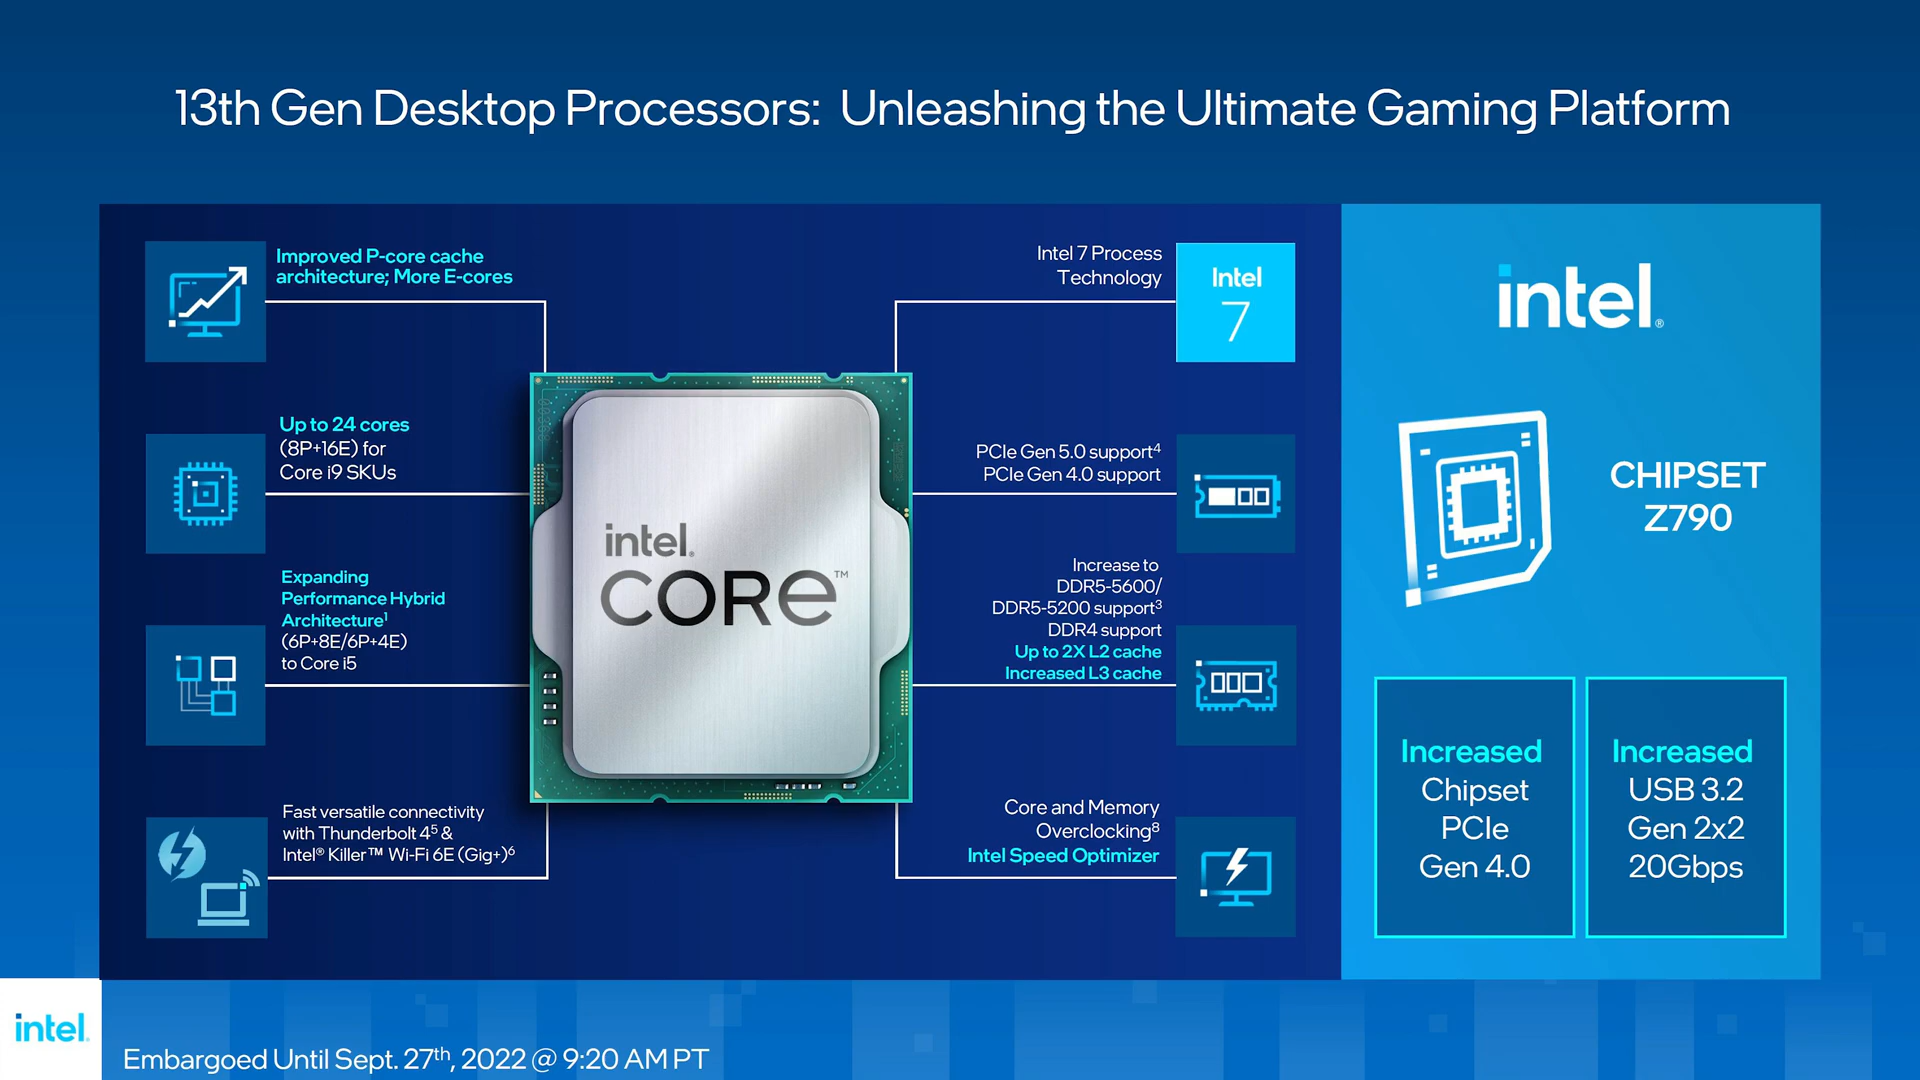 13th Gen Desktop Processors: Unleashing the Ultimate Gaming Platform
Improved P-core cache
architecture; More E-cores
Up to 24 cores
(8P+16E) for
Core i9 SKUs
Expanding
Performance Hybrid
Architecture¹
(6P+8E/6P+4E)
to Core i5
Fast versatile connectivity
with Thunderbolt 4⁵ &
Intel® Killer™ Wi-Fi 6E (Gig+)⁶
intel®
CORE™
Intel 7 Process
Technology
Intel
7
PCIe Gen 5.0 support⁴
PCIe Gen 4.0 support
Increase to
DDR5-5600/
DDR5-5200 support³
DDR4 support
Up to 2X L2 cache
Increased L3 cache
Core and Memory
Overclocking⁸
Intel Speed Optimizer
intel®
CHIPSET
Z790
Increased
Chipset
PCIe
Gen 4.0
Increased
USB 3.2
Gen 2x2
20Gbps
intel®
Embargoed Until Sept. 27th, 2022 @ 9:20 AM PT